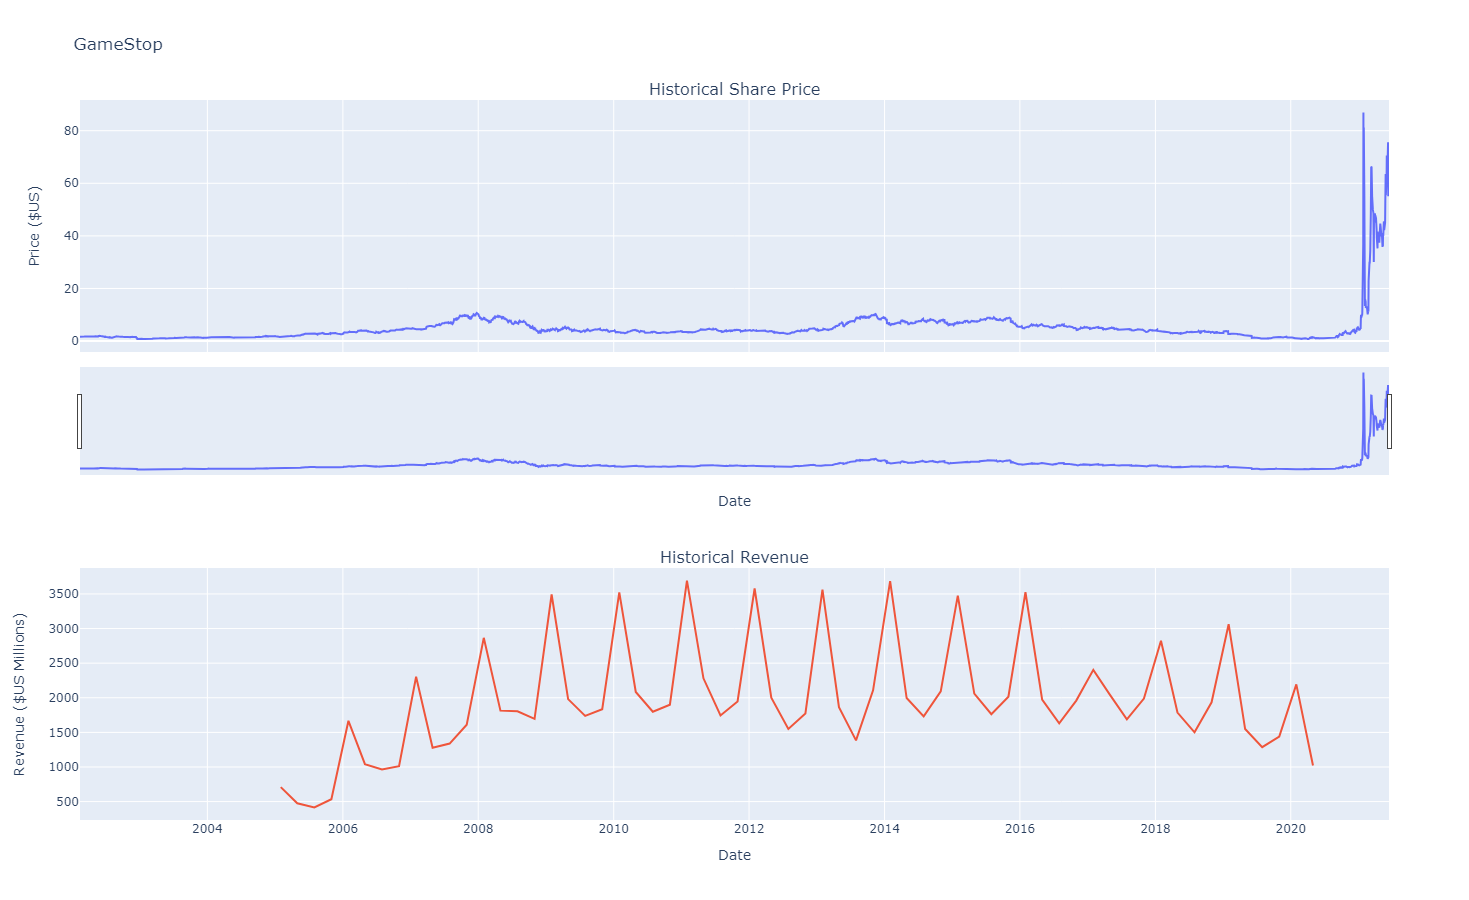 GameStop
Historical Share Price
80
60
40
20
0
Price ($US)
Date
Historical Revenue
3500
3000
2500
2000
1500
1000
500
Revenue ($US Millions)
2004 2006 2008 2010 2012 2014 2016 2018 2020
Date